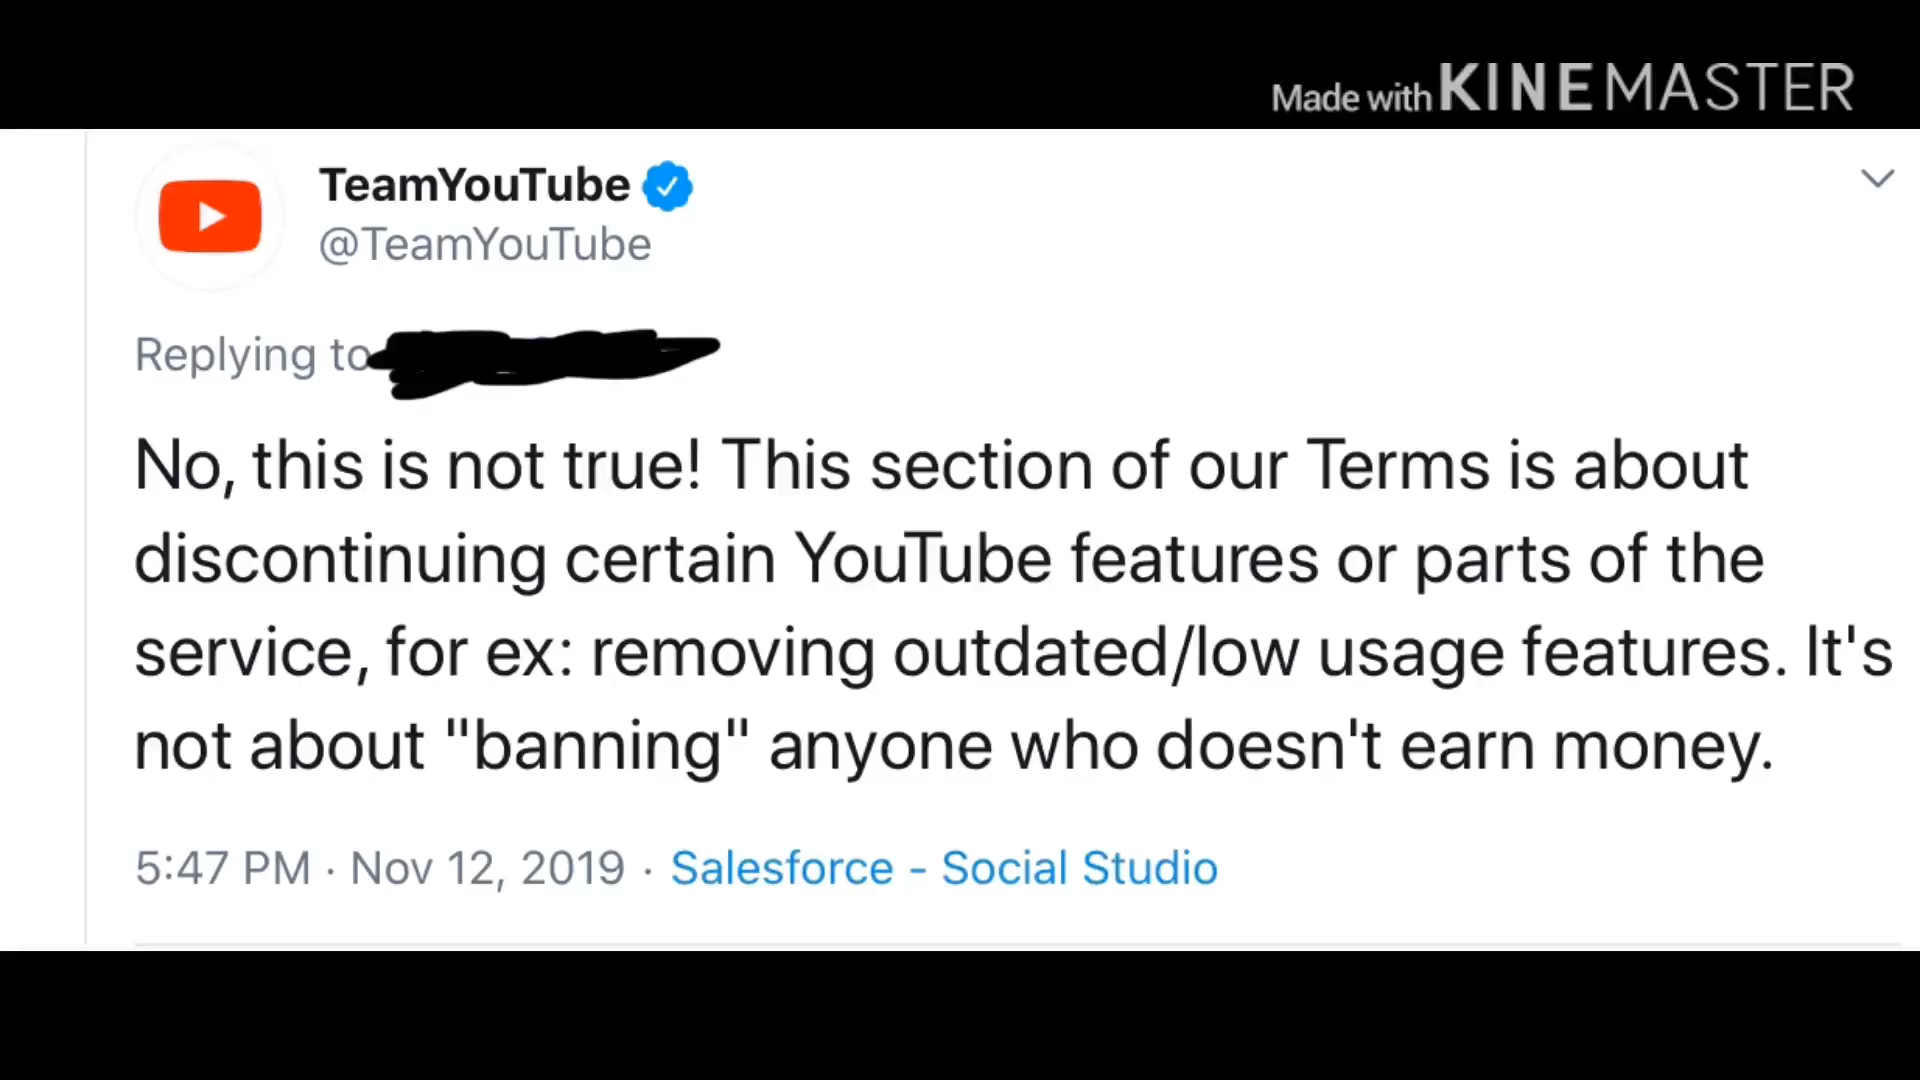 Made with KINEMASTER
TeamYouTube
@TeamYouTube
Replying to
No, this is not true! This section of our Terms is about
discontinuing certain YouTube features or parts of the
service, for ex: removing outdated/low usage features. It's
not about "banning" anyone who doesn't earn money.
5:47 PM · Nov 12, 2019 · Salesforce - Social Studio